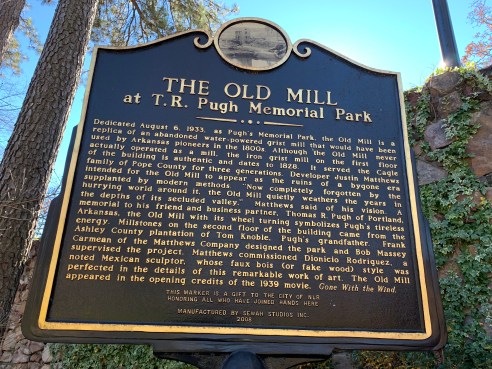 THE OLD MILL
at T.R. Pugh Memorial Park
Dedicated August 6, 1933, as Pugh's Memorial Park, the Old Mill is a
replica of an abandoned water-powered grist mill that would have been
used by Arkansas pioneers in the 1800s. Although the Old Mill never
actually operated as a mill, the iron grist mill on the first floor
of the building is authentic and dates to 1828. It served the Cagle
family of Pope County for three generations. Developer Justin Matthews
intended for the Old Mill to appear as the ruins of a bygone era
supplanted by modern methods. "Now completely forgotten by the
hurrying world around it, the Old Mill quietly weathers the years in
the depths of its secluded valley," Matthews said of his vision. A
memorial to his friend and business partner, Thomas R. Pugh of Portland,
Arkansas, the Old Mill with its wheel turning symbolizes Pugh's tireless
energy. Millstones on the second floor of the building came from the
Ashley County plantation of Tom Knoble, Pugh's grandfather. Frank
Carmean of the Matthews Company designed the park and Bob Massey
supervised the project. Matthews commissioned Dionicio Rodriguez, a
noted Mexican sculptor, whose faux bois (or fake wood) style was
perfected in the details of this remarkable work of art. The Old Mill
appeared in the opening credits of the 1939 movie, Gone With the Wind.
THIS MARKER IS A GIFT TO THE CITY OF NLR
HONORING ALL WHO HAVE JOINED HANDS HERE
MANUFACTURED BY SEWAH STUDIOS INC.
2008